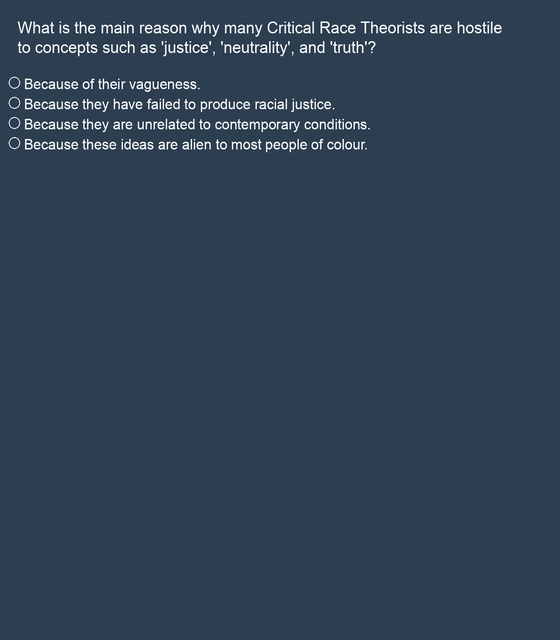 What is the main reason why many Critical Race Theorists are hostile
to concepts such as 'justice', 'neutrality', and 'truth'?
Because of their vagueness.
Because they have failed to produce racial justice.
Because they are unrelated to contemporary conditions.
Because these ideas are alien to most people of colour.